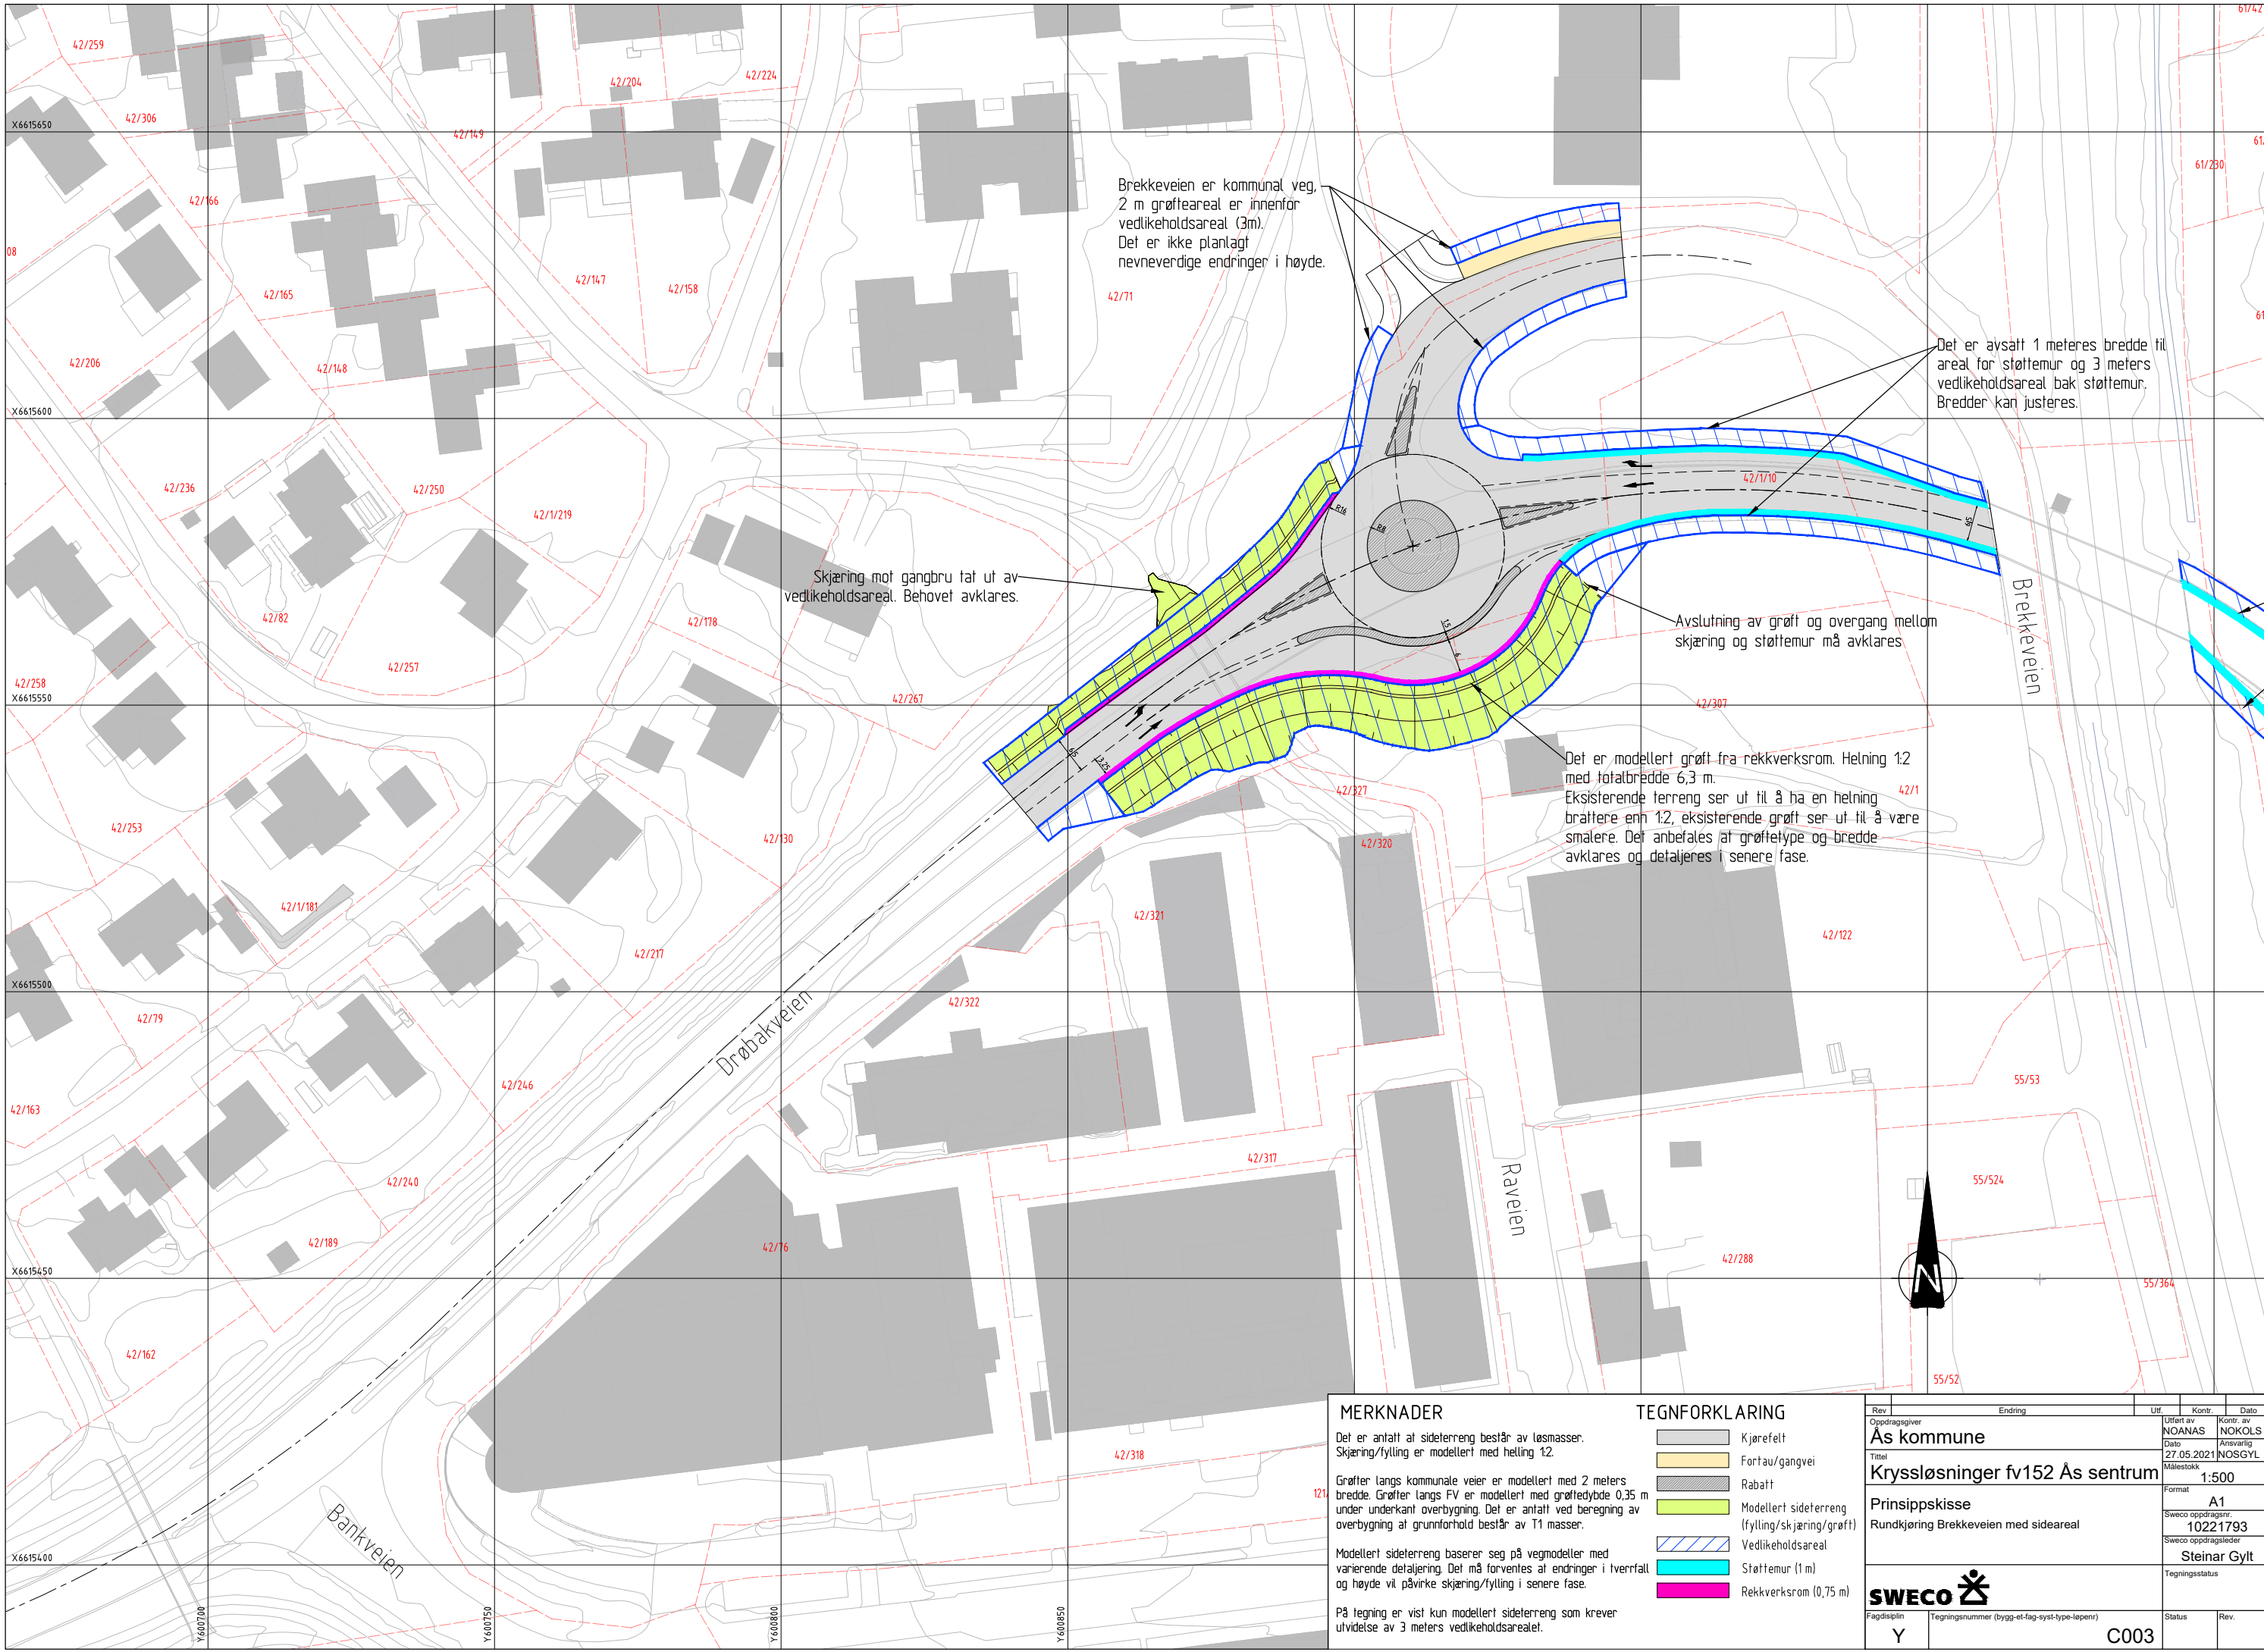 42/259
42/306
42/166
42/149
42/204
42/224
08
42/165
42/147
42/158
42/206
42/148
42/71
61/42
61/230
61/
61
X6615650
Brekkeveien er kommunal veg,
2 m grøfteareal er innenfor
vedlikeholdsareal (3m).
Det er ikke planlagt
nevneverdige endringer i høyde.
Det er avsatt 1 meteres bredde til
areal for støttemur og 3 meters
vedlikeholdsareal bak støttemur.
Bredder kan justeres.
X6615600
42/236
42/250
42/1/219
42/1/10
R16
R8
9,5
Skjæring mot gangbru tat ut av
vedlikeholdsareal. Behovet avklares.
42/82
42/257
42/178
42/258
42/267
Avslutning av grøft og overgang mellom
skjæring og støttemur må avklares
1,5
6
Brekkeveien
X6615550
42/307
6,5
3,25
Det er modellert grøft fra rekkverksrom. Helning 1:2
med totalbredde 6,3 m.
Eksisterende terreng ser ut til å ha en helning
brattere enn 1:2, eksisterende grøft ser ut til å være
smalere. Det anbefales at grøftetype og bredde
avklares og detaljeres i senere fase.
42/327
42/1
42/253
42/130
42/320
42/1/181
42/321
42/217
42/122
X6615500
42/322
42/79
Drøbakveien
42/246
42/163
55/53
42/317
42/240
Raveien
55/524
42/189
42/76
42/288
N
X6615450
55/364
42/162
55/52
42/318
121/
Bankveien
X6615400
Y600700
Y600750
Y600800
Y600850
MERKNADER
Det er antatt at sideterreng består av løsmasser.
Skjæring/fylling er modellert med helling 1:2.
Grøfter langs kommunale veier er modellert med 2 meters
bredde. Grøfter langs FV er modellert med grøftedybde 0,35 m
under underkant overbygning. Det er antatt ved beregning av
overbygning at grunnforhold består av T1 masser.
Modellert sideterreng baserer seg på vegmodeller med
varierende detaljering. Det må forventes at endringer i tverrfall
og høyde vil påvirke skjæring/fylling i senere fase.
På tegning er vist kun modellert sideterreng som krever
utvidelse av 3 meters vedlikeholdsarealet.
TEGNFORKLARING
Kjørefelt
Fortau/gangvei
Rabatt
Modellert sideterreng
(fylling/skjæring/grøft)
Vedlikeholdsareal
Støttemur (1 m)
Rekkverksrom (0,75 m)
Rev Endring Utf. Kontr. Dato
Oppdragsgiver
Ås kommune
Utført av Kontr. av
NOANAS NOKOLS
Dato Ansvarlig
27.05.2021 NOSGYL
Tittel
Kryssløsninger fv152 Ås sentrum
Målestokk
1:500
Prinsippskisse
Rundkjøring Brekkeveien med sideareal
Format
A1
Sweco oppdragsnr.
10221793
Sweco oppdragsleder
Steinar Gylt
Tegningsstatus
SWECO
Fagdisiplin Tegningsnummer (bygg-et-fag-syst-type-løpenr) Status Rev.
Y C003